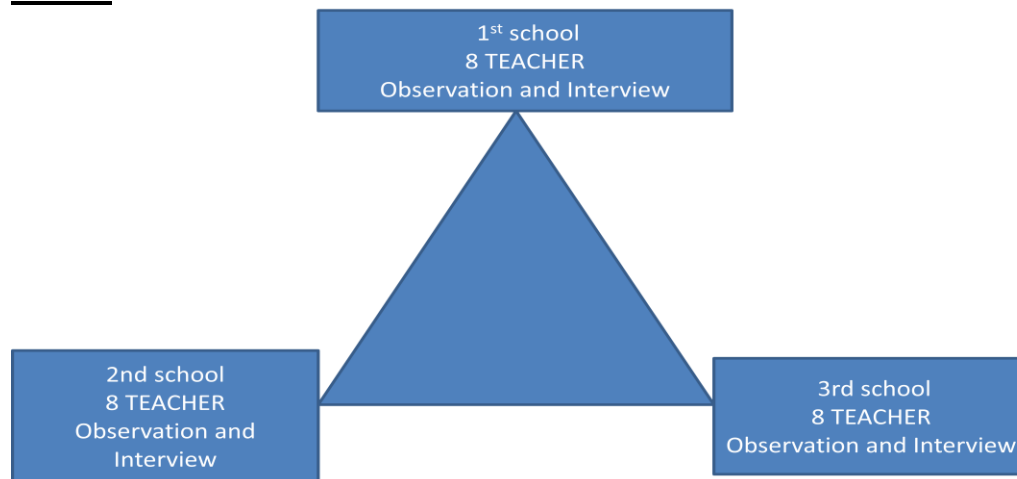 1st school
8 TEACHER
Observation and Interview
2nd school
8 TEACHER
Observation and
Interview
3rd school
8 TEACHER
Observation and Interview